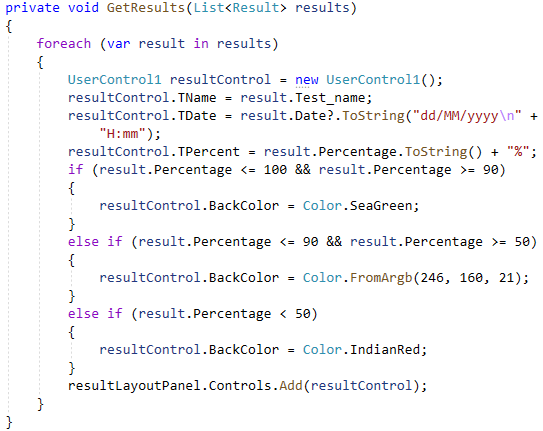 private void GetResults(List<Result> results)
{
    foreach (var result in results)
    {
        UserControl1 resultControl = new UserControl1();
        resultControl.TName = result.Test_name;
        resultControl.TDate = result.Date?.ToString("dd/MM/yyyy\n" +
            "H:mm");
        resultControl.TPercent = result.Percentage.ToString() + "%";
        if (result.Percentage <= 100 && result.Percentage >= 90)
        {
            resultControl.BackColor = Color.SeaGreen;
        }
        else if (result.Percentage <= 90 && result.Percentage >= 50)
        {
            resultControl.BackColor = Color.FromArgb(246, 160, 21);
        }
        else if (result.Percentage < 50)
        {
            resultControl.BackColor = Color.IndianRed;
        }
        resultLayoutPanel.Controls.Add(resultControl);
    }
}